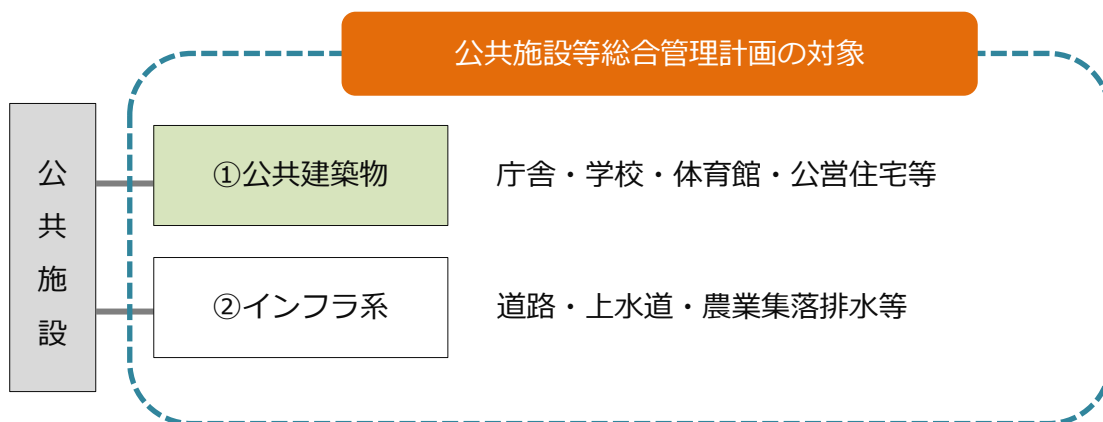 公共施設等総合管理計画の対象
公共施設
①公共建築物
庁舎・学校・体育館・公営住宅等
②インフラ系
道路・上水道・農業集落排水等